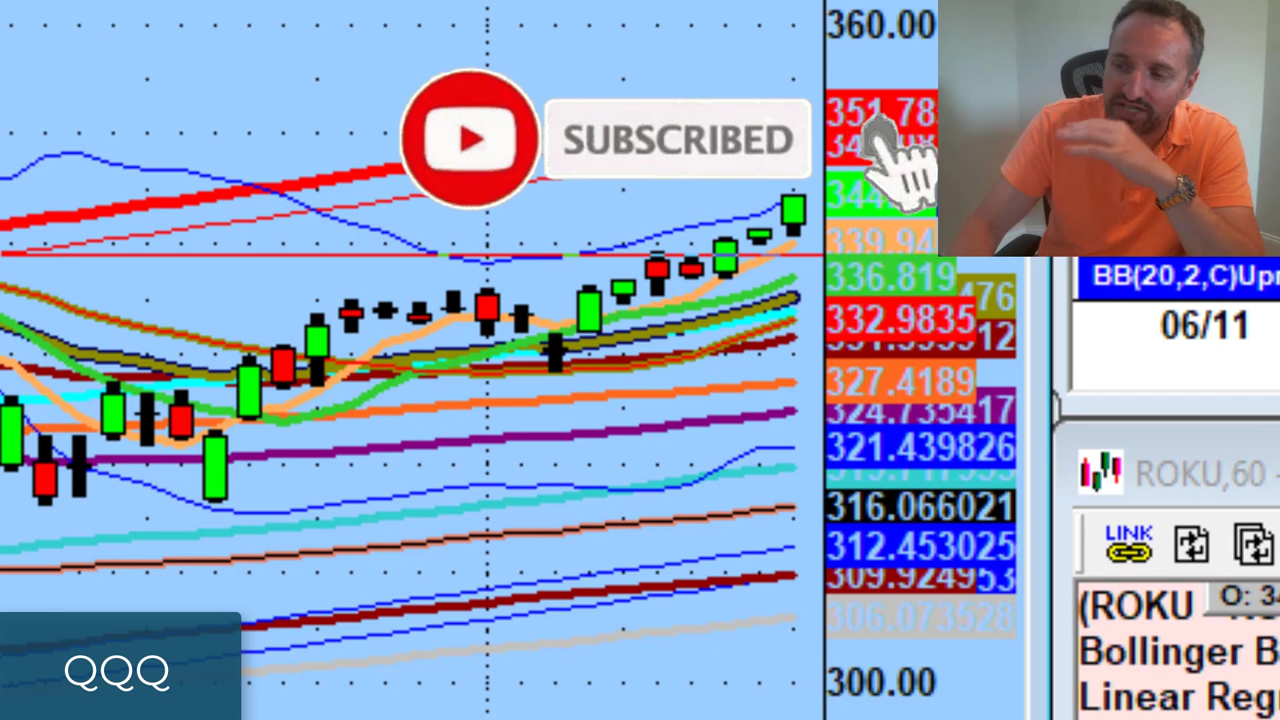 360.00
351.78
SUBSCRIBED
344
339.94
336.819
476
332.9835
12
327.4189
324.735417
321.439826
316.066021
312.453025
309.924953
306.073528
300.00
BB(20,2,C)Upr
06/11
ROKU,60 -
LINK
(ROKU
O: 34
Bollinger B
Linear Regr
QQQ